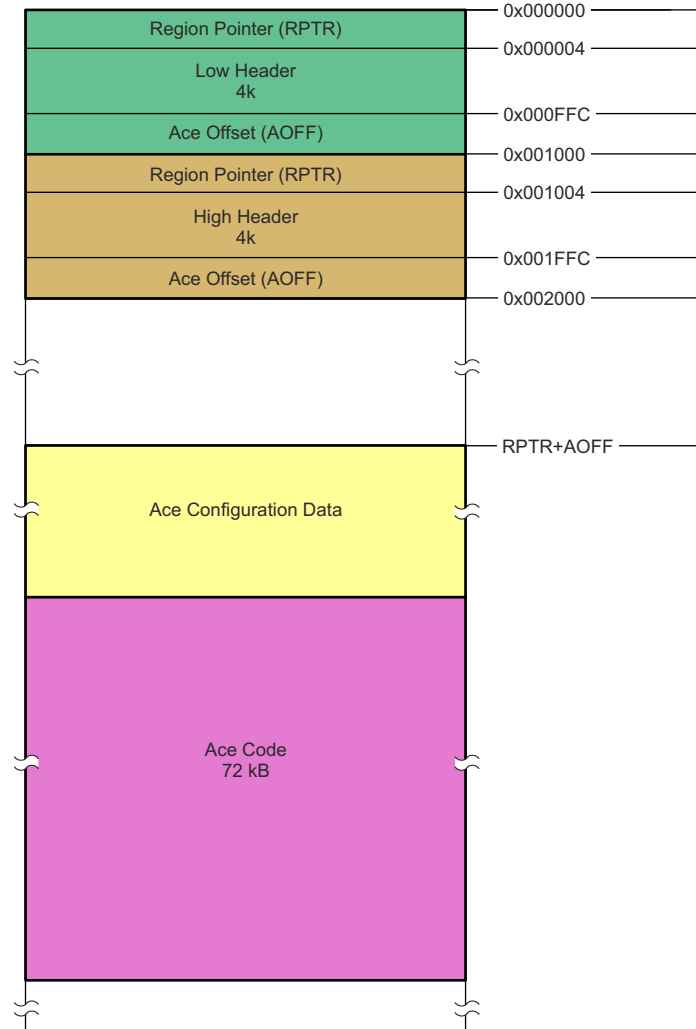 0x000000
Region Pointer (RPTR)
0x000004
Low Header
4k
0x000FFC
Ace Offset (AOFF)
0x001000
Region Pointer (RPTR)
0x001004
High Header
4k
0x001FFC
Ace Offset (AOFF)
0x002000
RPTR+AOFF
Ace Configuration Data
Ace Code
72 kB